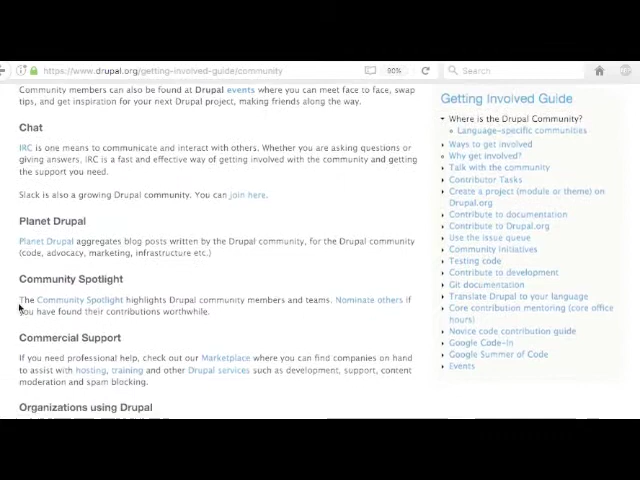 https://www.drupal.org/getting-involved-guide/community
90%
Search
Community members can also be found at Drupal events where you can meet face to face, swap
tips, and get inspiration for your next Drupal project, making friends along the way.
Chat
IRC is one means to communicate and interact with others. Whether you are asking questions or
giving answers, IRC is a fast and effective way of getting involved with the community and getting
the support you need.
Slack is also a growing Drupal community. You can join here.
Planet Drupal
Planet Drupal aggregates blog posts written by the Drupal community, for the Drupal community
(code, advocacy, marketing, infrastructure etc.)
Community Spotlight
The Community Spotlight highlights Drupal community members and teams. Nominate others if
you have found their contributions worthwhile.
Commercial Support
If you need professional help, check out our Marketplace where you can find companies on hand
to assist with hosting, training and other Drupal services such as development, support, content
moderation and spam blocking.
Organizations using Drupal
Getting Involved Guide
Where is the Drupal Community?
Language-specific communities
Ways to get involved
Why get involved?
Talk with the community
Contributor Tasks
Create a project (module or theme) on
Drupal.org
Contribute to documentation
Contribute to Drupal.org
Use the issue queue
Community Initiatives
Testing code
Contribute to development
Git documentation
Translate Drupal to your language
Core contribution mentoring (core office
hours)
Novice code contribution guide
Google Code-In
Google Summer of Code
Events